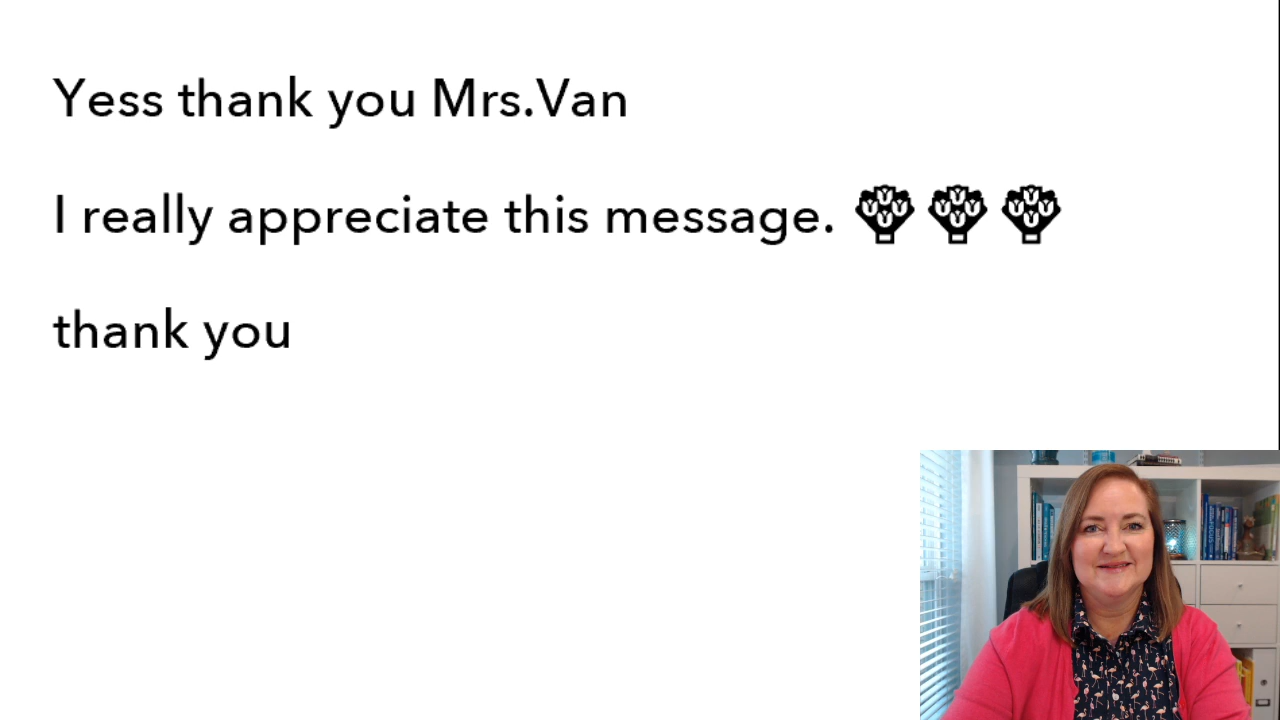 Yess thank you Mrs.Van
I really appreciate this message. 💐 💐 💐
thank you